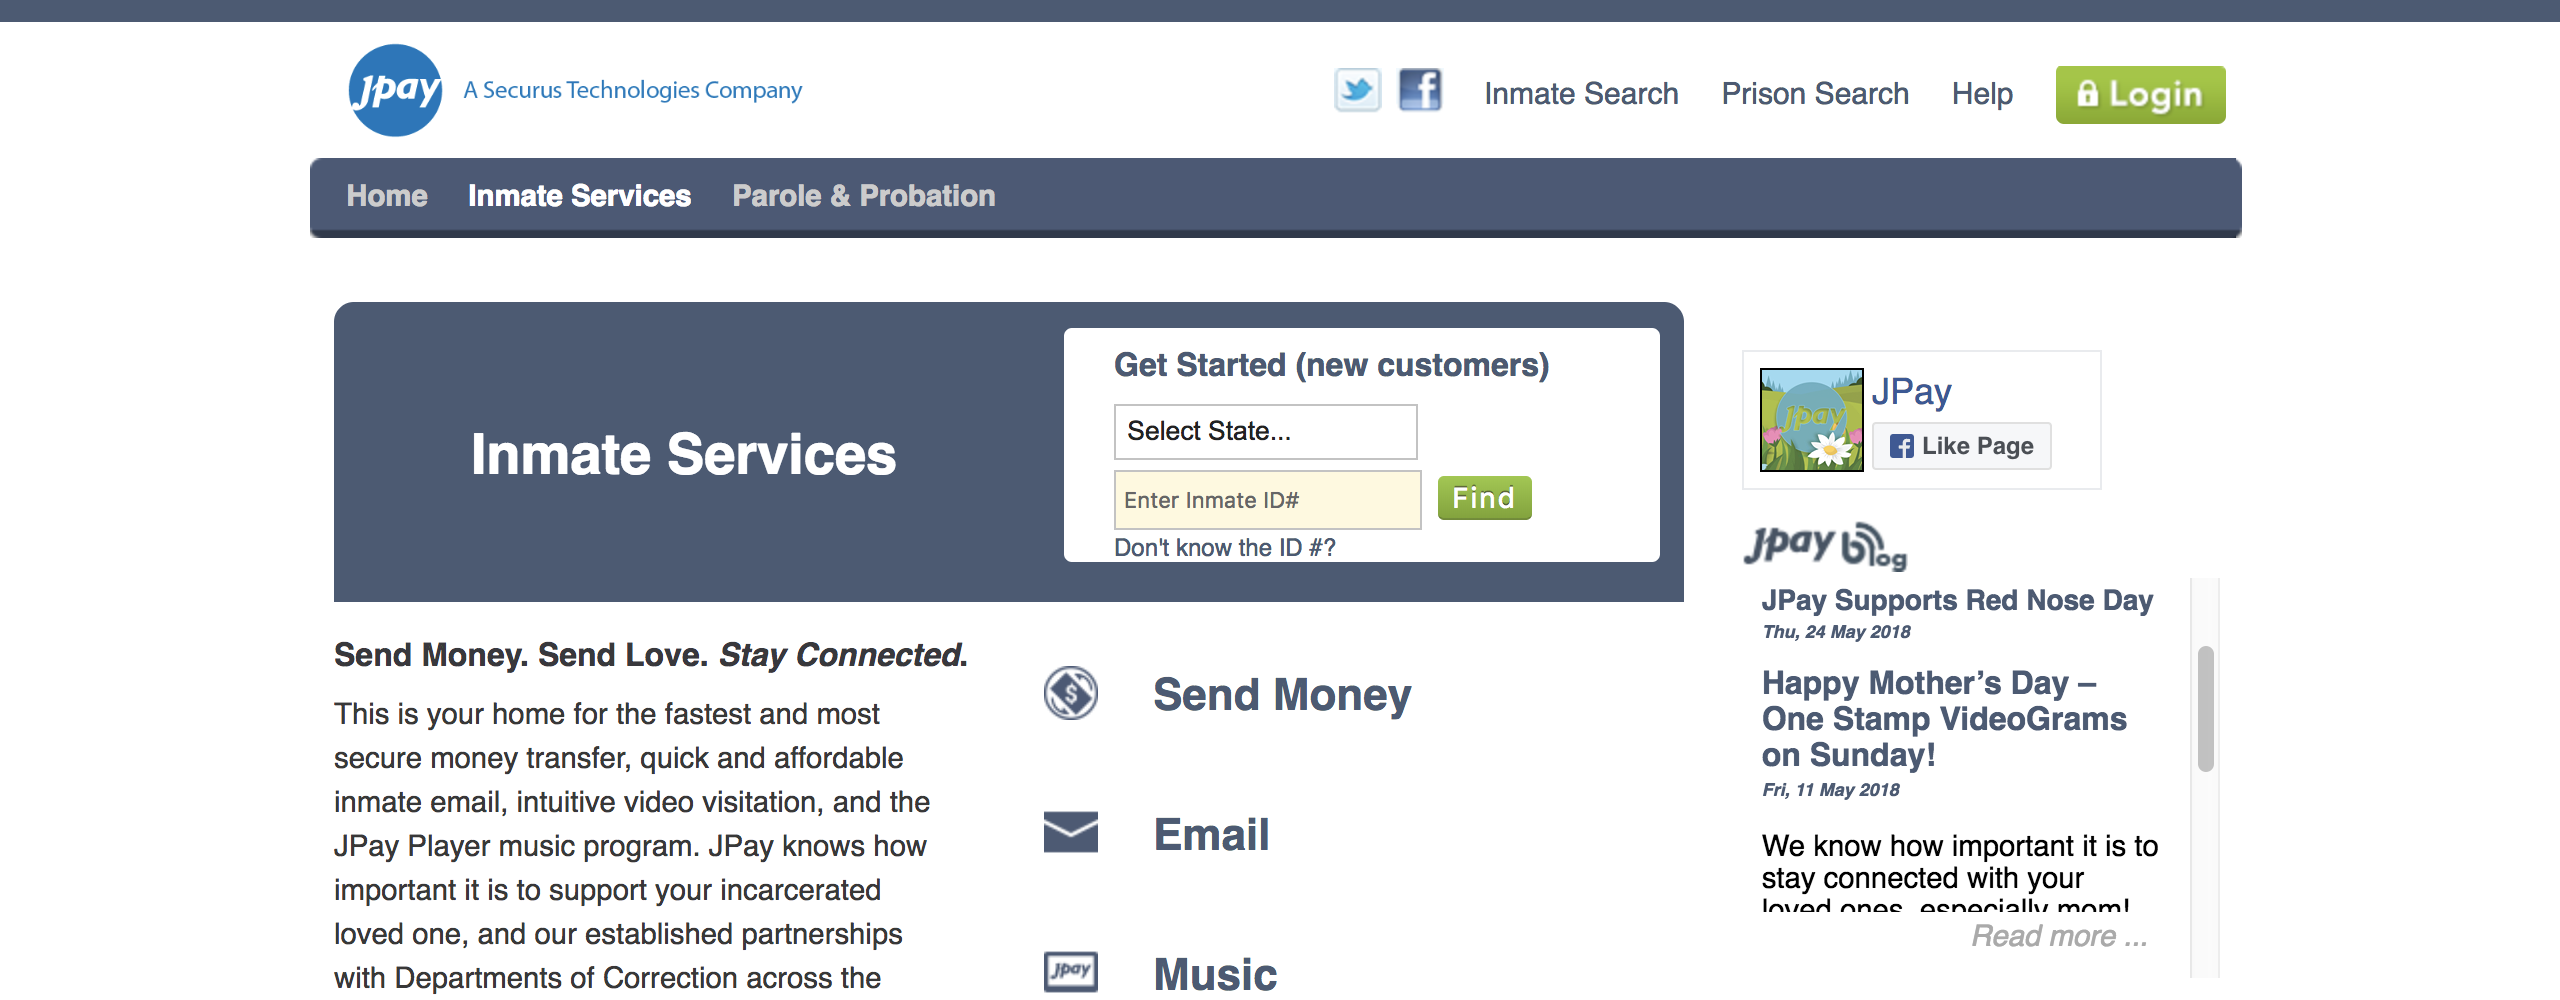 Jpay A Securus Technologies Company
Inmate Search Prison Search Help Login
Home Inmate Services Parole & Probation
Inmate Services
Get Started (new customers)
Select State...
Enter Inmate ID# Find
Don't know the ID #?
Send Money. Send Love. Stay Connected.
This is your home for the fastest and most
secure money transfer, quick and affordable
inmate email, intuitive video visitation, and the
JPay Player music program. JPay knows how
important it is to support your incarcerated
loved one, and our established partnerships
with Departments of Correction across the
Send Money
Email
Jpay Music
Jpay
JPay
Like Page
Jpay Blog
JPay Supports Red Nose Day
Thu, 24 May 2018
Happy Mother’s Day –
One Stamp VideoGrams
on Sunday!
Fri, 11 May 2018
We know how important it is to
stay connected with your
loved ones, especially mom!
Read more ...